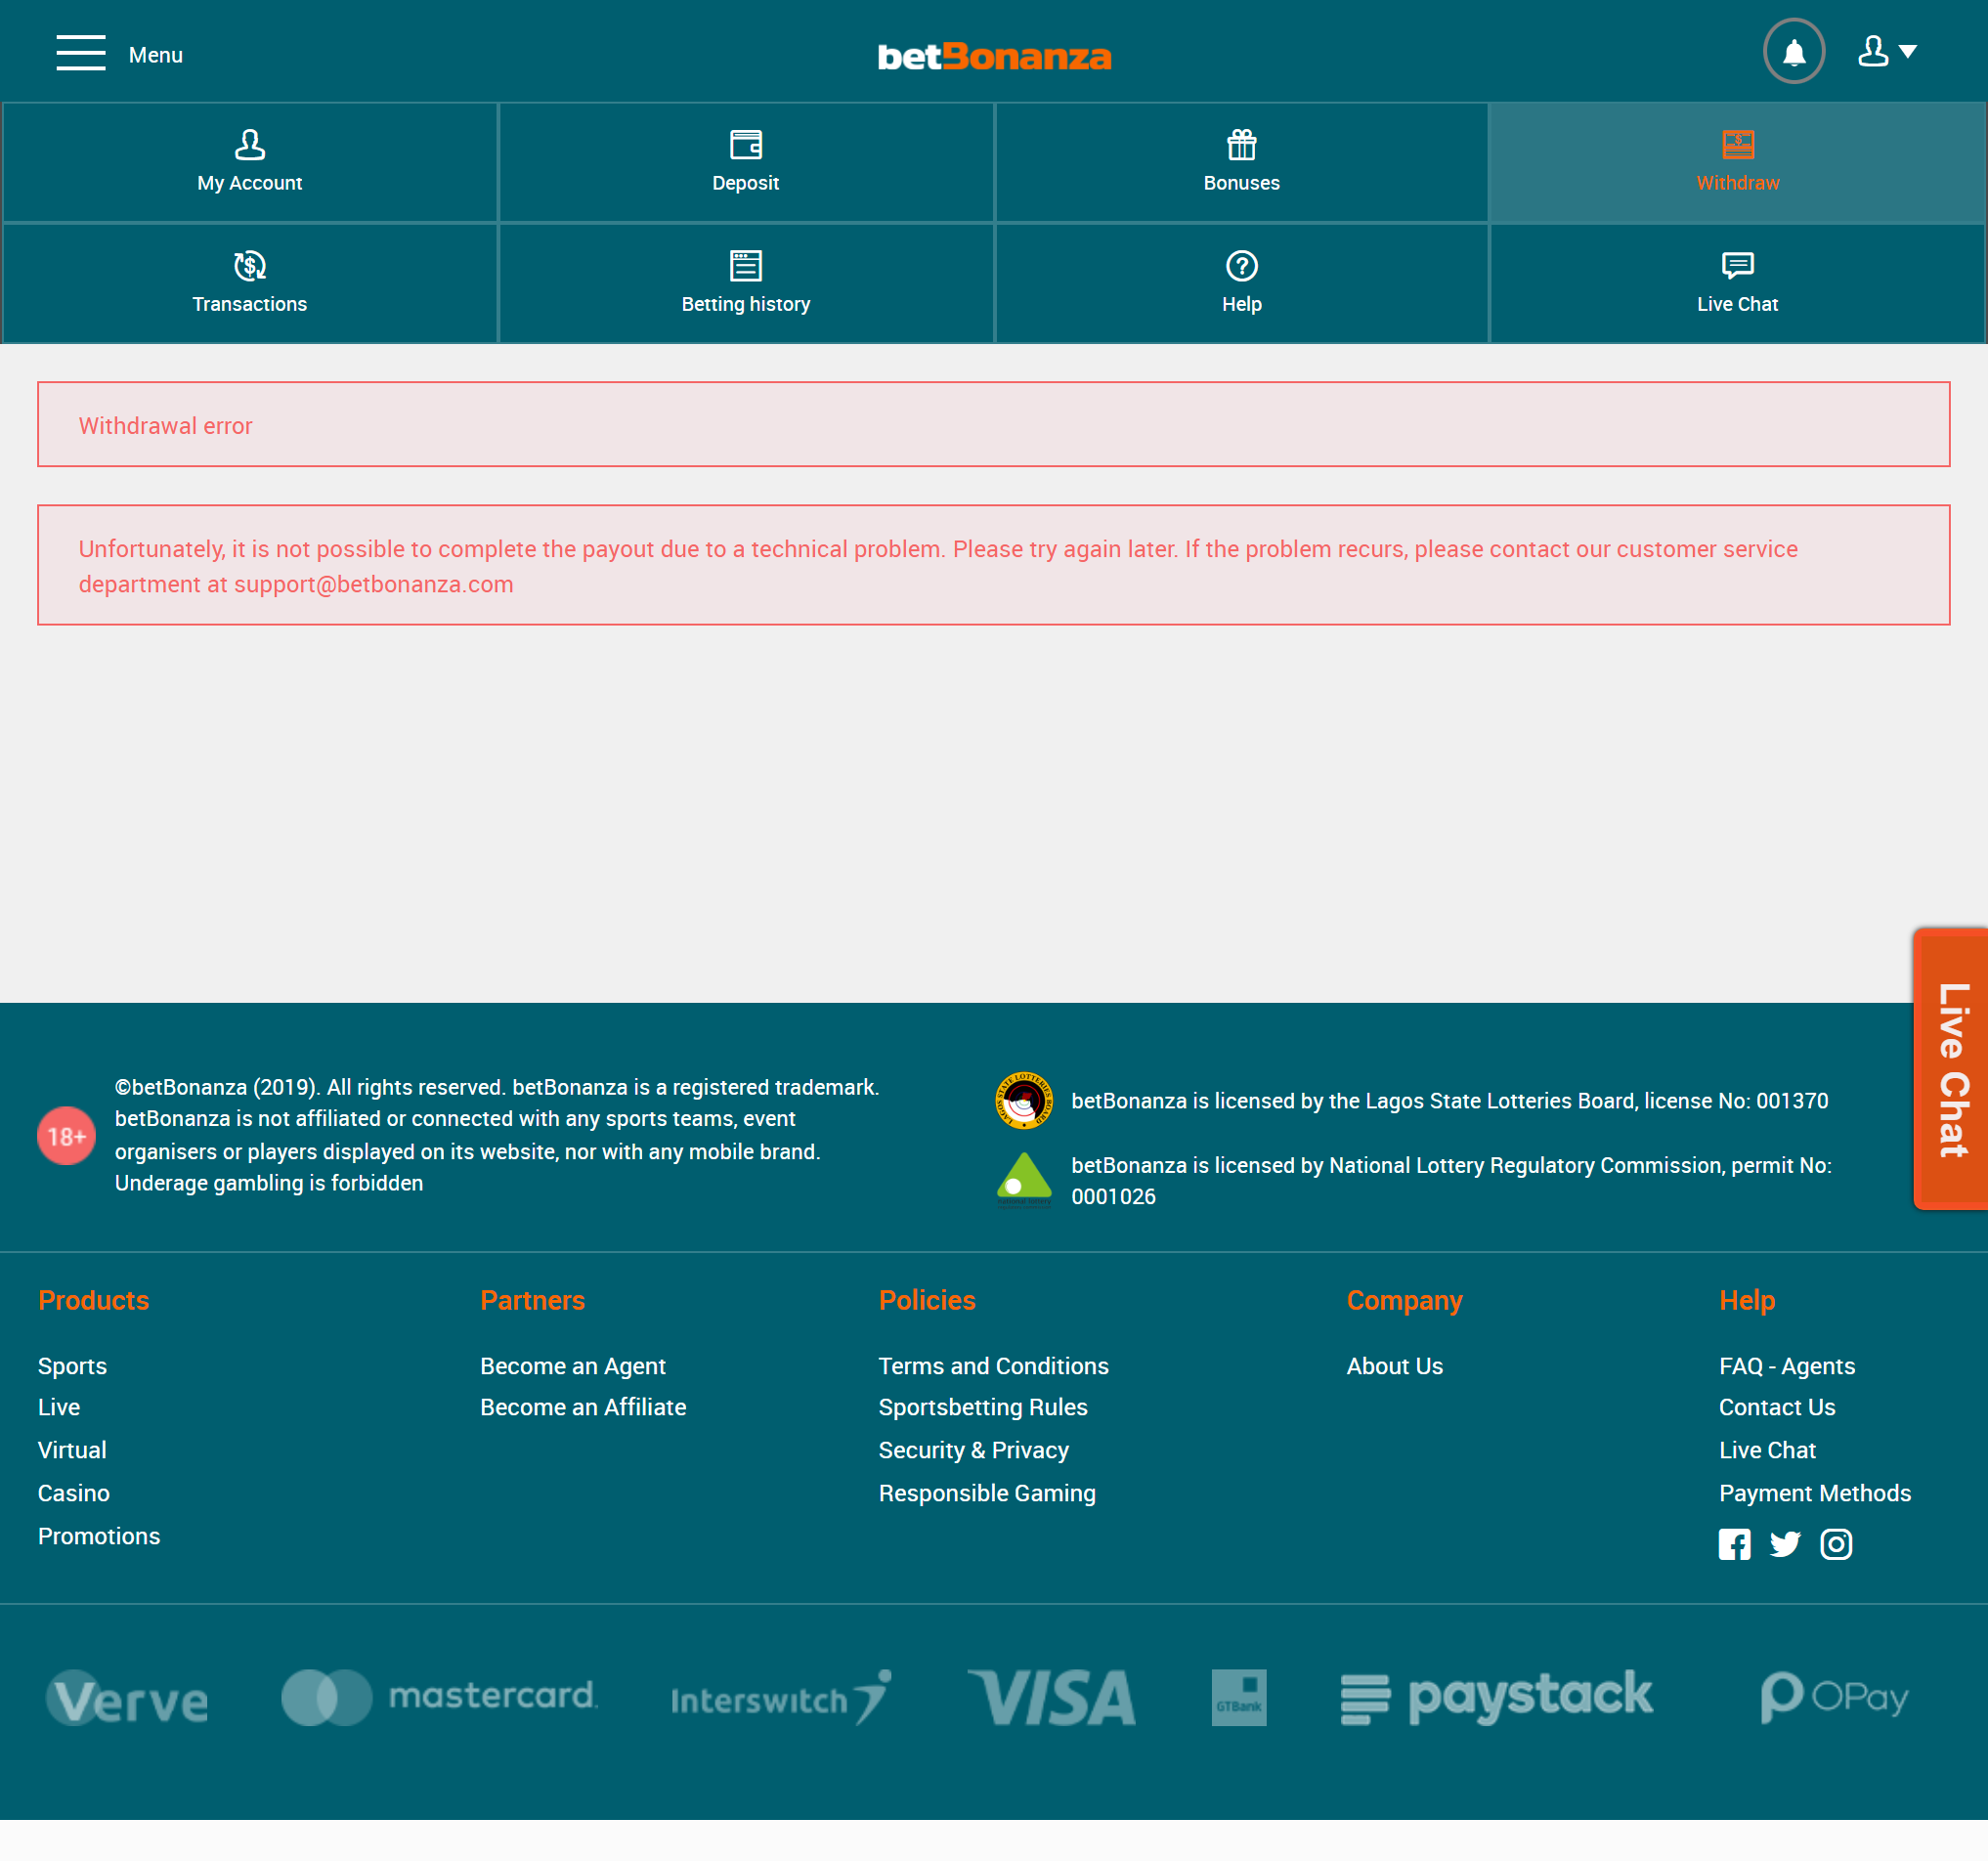 Menu
betBonanza
My Account
Deposit
Bonuses
Withdraw
Transactions
Betting history
Help
Live Chat
Withdrawal error
Unfortunately, it is not possible to complete the payout due to a technical problem. Please try again later. If the problem recurs, please contact our customer service
department at support@betbonanza.com
Live Chat
18+
©betBonanza (2019). All rights reserved. betBonanza is a registered trademark.
betBonanza is not affiliated or connected with any sports teams, event
organisers or players displayed on its website, nor with any mobile brand.
Underage gambling is forbidden
LAGOS STATE LOTTERIES BOARD
betBonanza is licensed by the Lagos State Lotteries Board, license No: 001370
betBonanza is licensed by National Lottery Regulatory Commission, permit No:
0001026
Products
Sports
Live
Virtual
Casino
Promotions
Partners
Become an Agent
Become an Affiliate
Policies
Terms and Conditions
Sportsbetting Rules
Security & Privacy
Responsible Gaming
Company
About Us
Help
FAQ - Agents
Contact Us
Live Chat
Payment Methods
Verve
mastercard.
Interswitch
VISA
GTBank
paystack
OPay